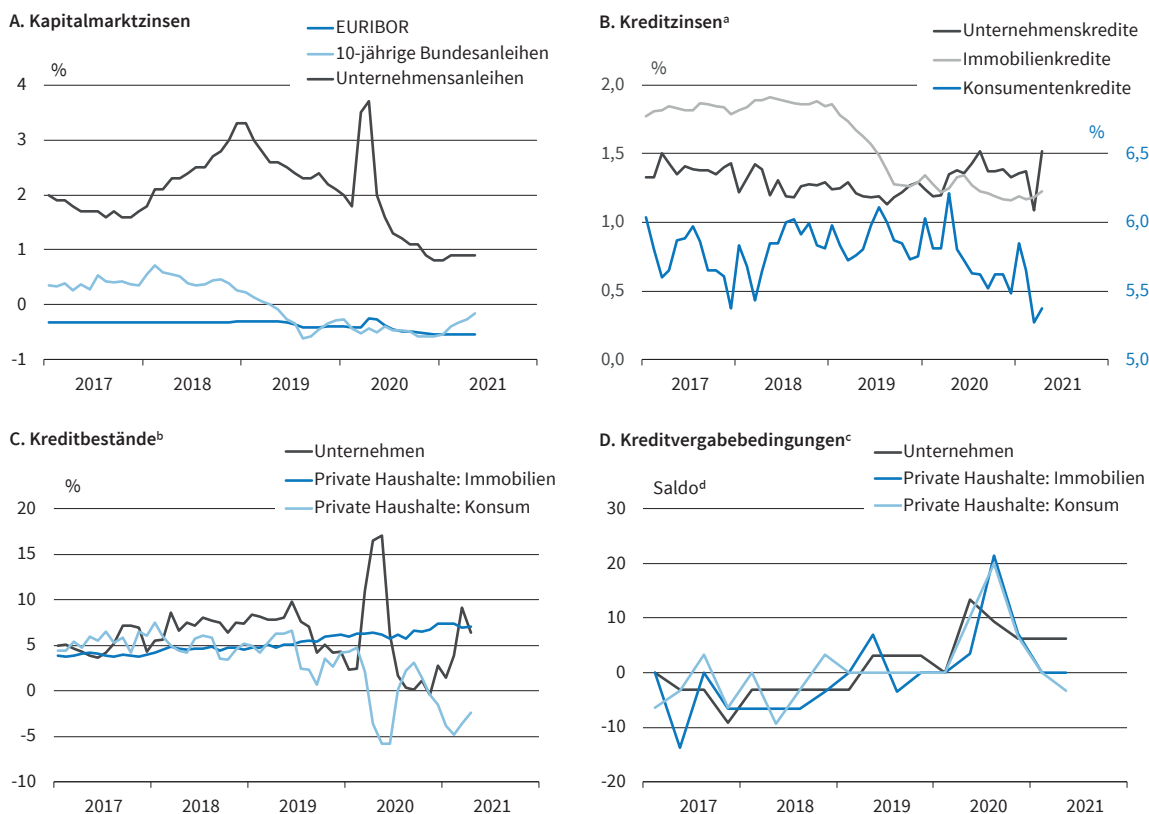 A. Kapitalmarktzinsen
EURIBOR
10-jährige Bundesanleihen
Unternehmensanleihen
%
4
3
2
1
0
-1
2017 2018 2019 2020 2021
B. Kreditzinsenᵃ
Unternehmenskredite
Immobilienkredite
Konsumentenkredite
%
%
2,0
1,5 6,5
1,0 6,0
0,5 5,5
0,0 5,0
2017 2018 2019 2020 2021
C. Kreditbeständeᵇ
Unternehmen
Private Haushalte: Immobilien
Private Haushalte: Konsum
%
20
15
10
5
0
-5
-10
2017 2018 2019 2020 2021
D. Kreditvergabebedingungenᶜ
Unternehmen
Private Haushalte: Immobilien
Private Haushalte: Konsum
Saldoᵈ
30
20
10
0
-10
-20
2017 2018 2019 2020 2021